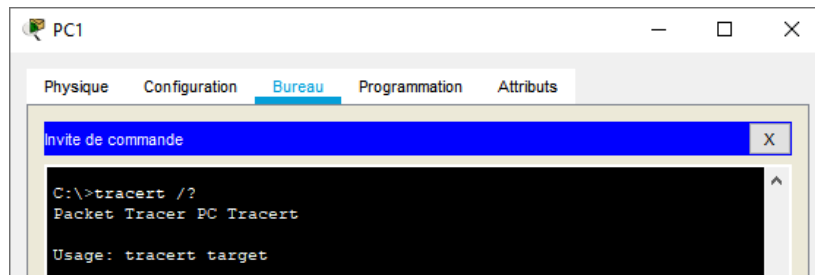 PC1
Physique Configuration Bureau Programmation Attributs
Invite de commande X
C:\>tracert /?
Packet Tracer PC Tracert
Usage: tracert target